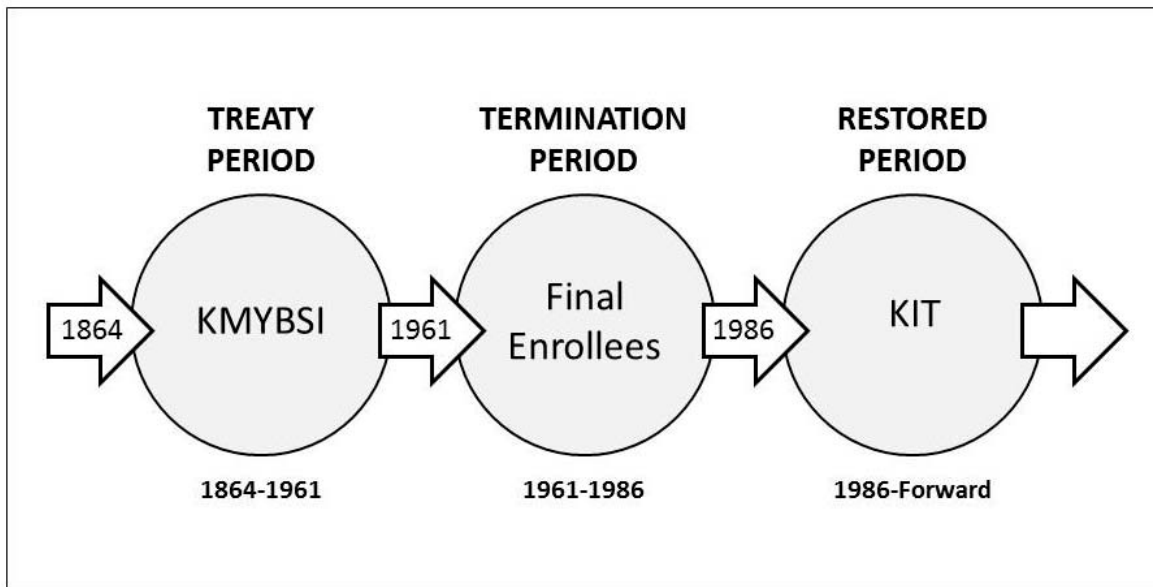 TREATY
PERIOD
TERMINATION
PERIOD
RESTORED
PERIOD
1864
KMYBSI
1961
Final
Enrollees
1986
KIT
1864-1961
1961-1986
1986-Forward